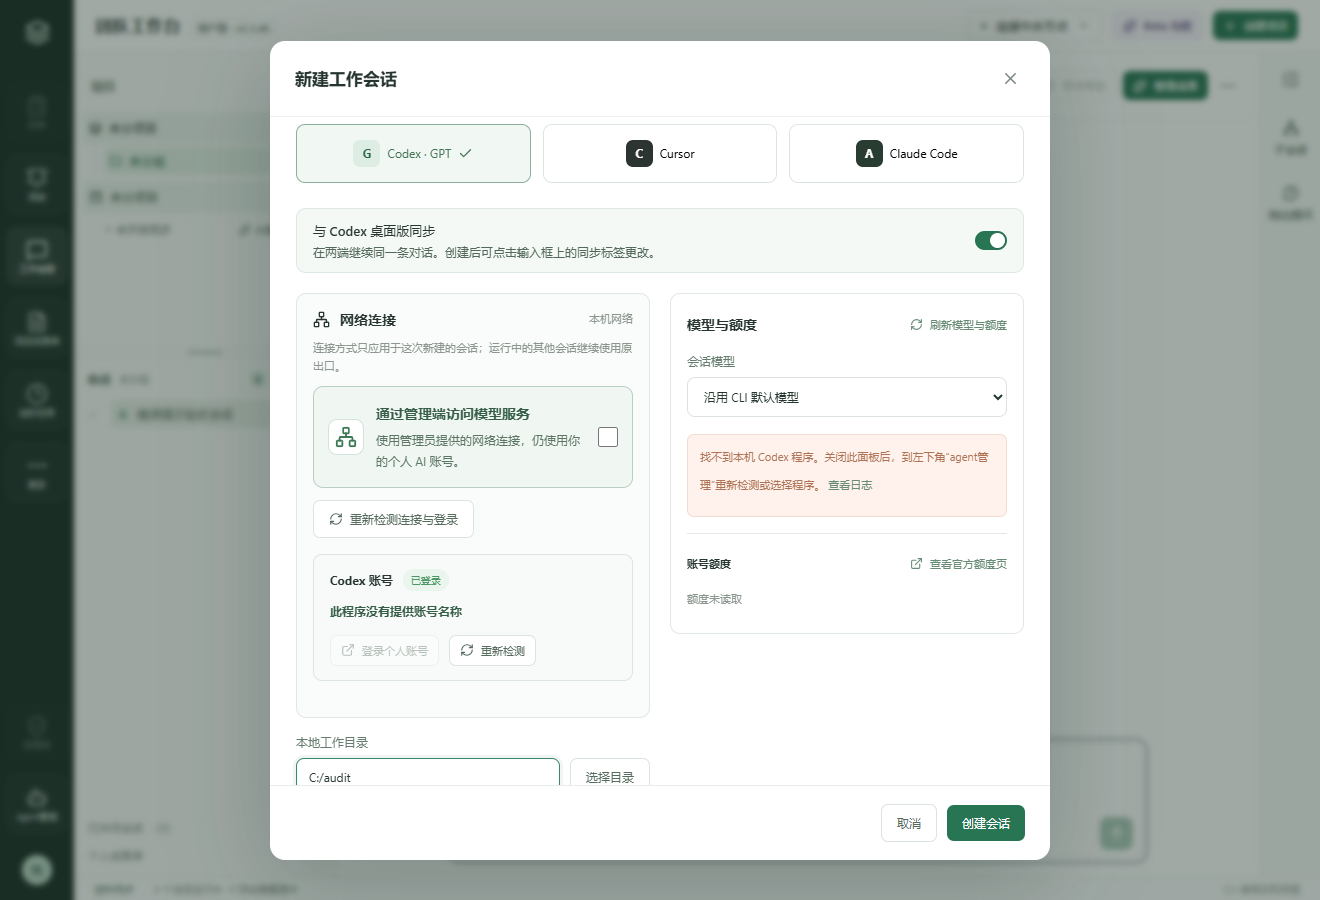 新建工作会话
G Codex · GPT
C Cursor
A Claude Code
与 Codex 桌面版同步
在两端继续同一条对话。创建后可点击输入框上的同步标签更改。
网络连接
本机网络
连接方式只应用于这次新建的会话；运行中的其他会话继续使用原
出口。
通过管理端访问模型服务
使用管理员提供的网络连接，仍使用你
的个人 AI 账号。
重新检测连接与登录
Codex 账号
已登录
此程序没有提供账号名称
登录个人账号
重新检测
模型与额度
刷新模型与额度
会话模型
沿用 CLI 默认模型
找不到本机 Codex 程序。关闭此面板后，到左下角“agent管
理”重新检测或选择程序。 查看日志
账号额度
查看官方额度页
额度未读取
本地工作目录
C:/audit
选择目录
取消
创建会话